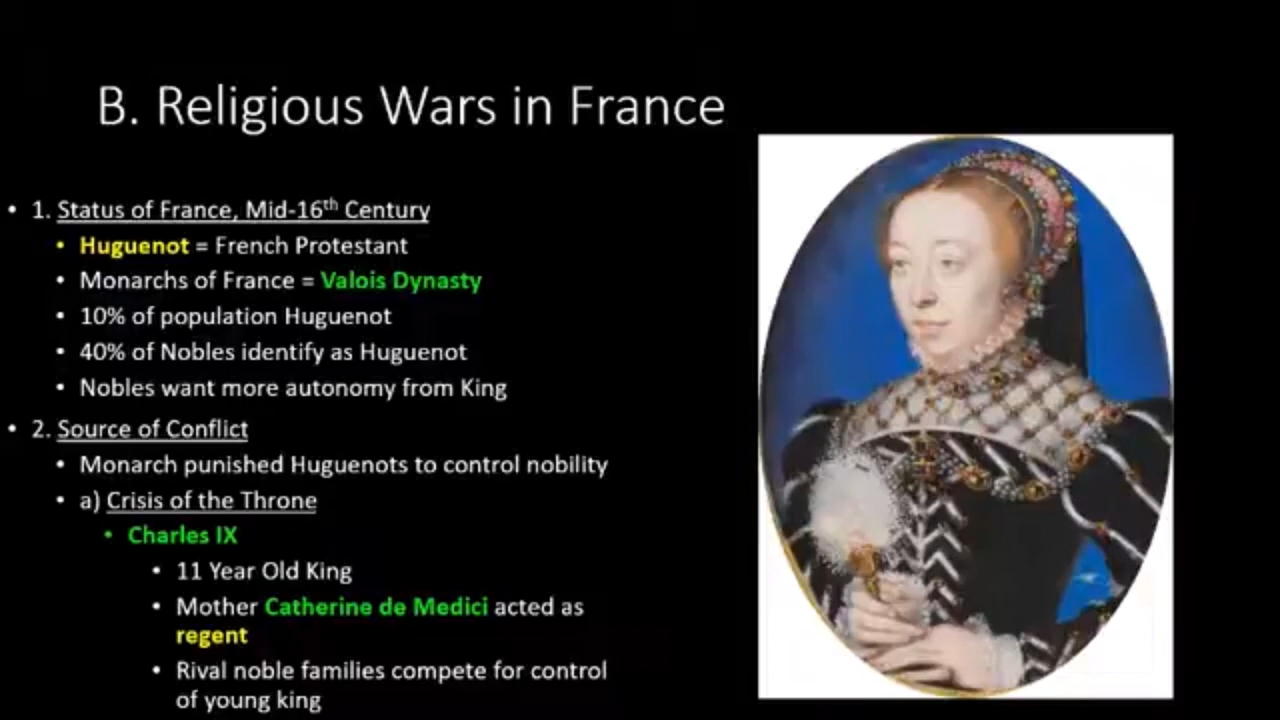 B. Religious Wars in France
• 1. Status of France, Mid-16th Century
• Huguenot = French Protestant
• Monarchs of France = Valois Dynasty
• 10% of population Huguenot
• 40% of Nobles identify as Huguenot
• Nobles want more autonomy from King
• 2. Source of Conflict
• Monarch punished Huguenots to control nobility
• a) Crisis of the Throne
• Charles IX
• 11 Year Old King
• Mother Catherine de Medici acted as
regent
• Rival noble families compete for control
of young king